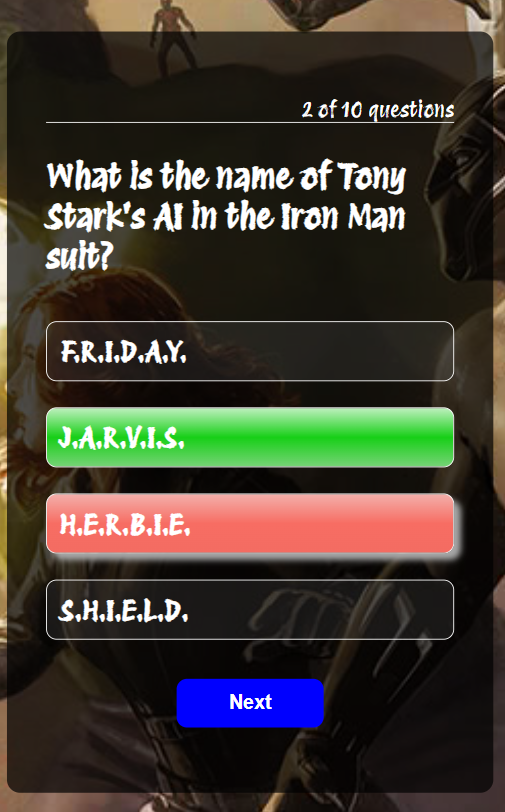 2 of 10 questions
What is the name of Tony
Stark's AI in the Iron Man
suit?
F.R.I.D.A.Y.
J.A.R.V.I.S.
H.E.R.B.I.E.
S.H.I.E.L.D.
Next